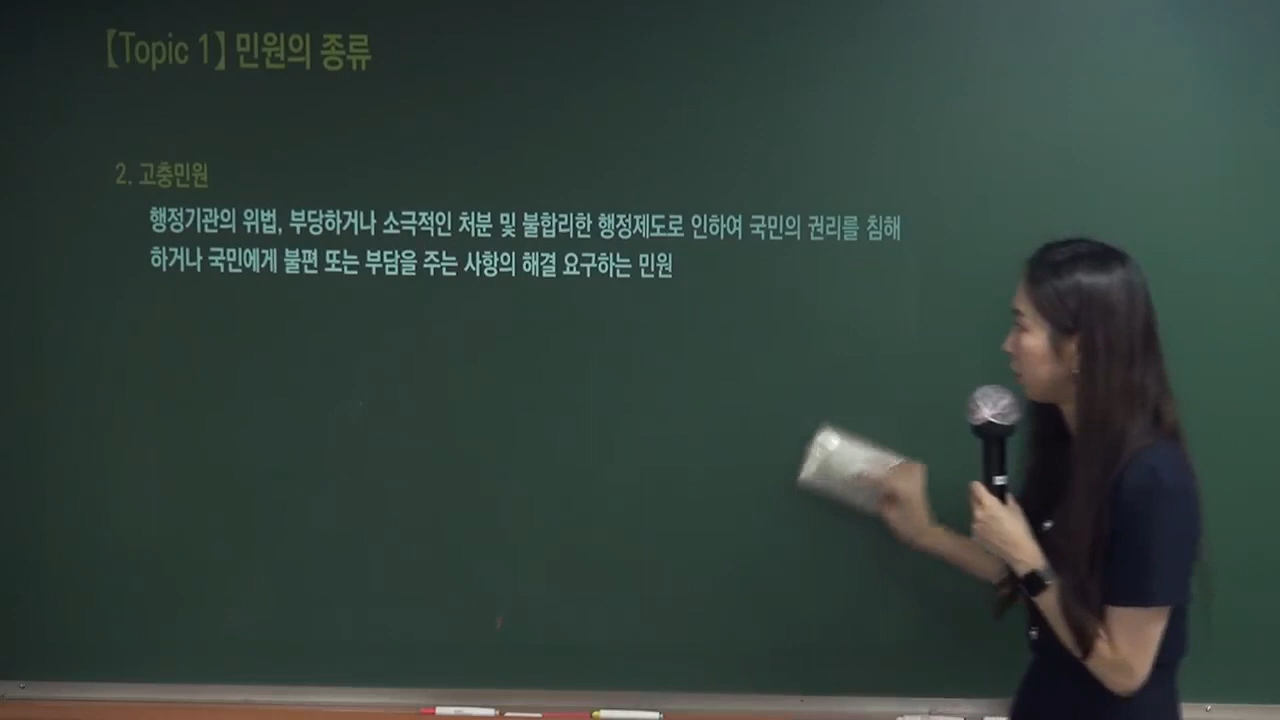 【Topic 1】 민원의 종류
2. 고충민원
행정기관의 위법, 부당하거나 소극적인 처분 및 불합리한 행정제도로 인하여 국민의 권리를 침해
하거나 국민에게 불편 또는 부담을 주는 사항의 해결 요구하는 민원